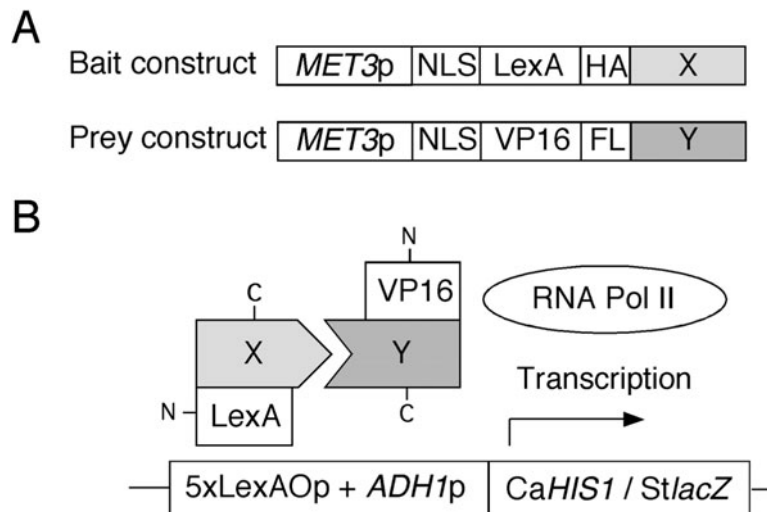 A
Bait construct MET3p NLS LexA HA X
Prey construct MET3p NLS VP16 FL Y
B
N
C VP16 RNA Pol II
X Y
Transcription
N LexA C
5xLexAOp + ADH1p CaHIS1 / StlacZ